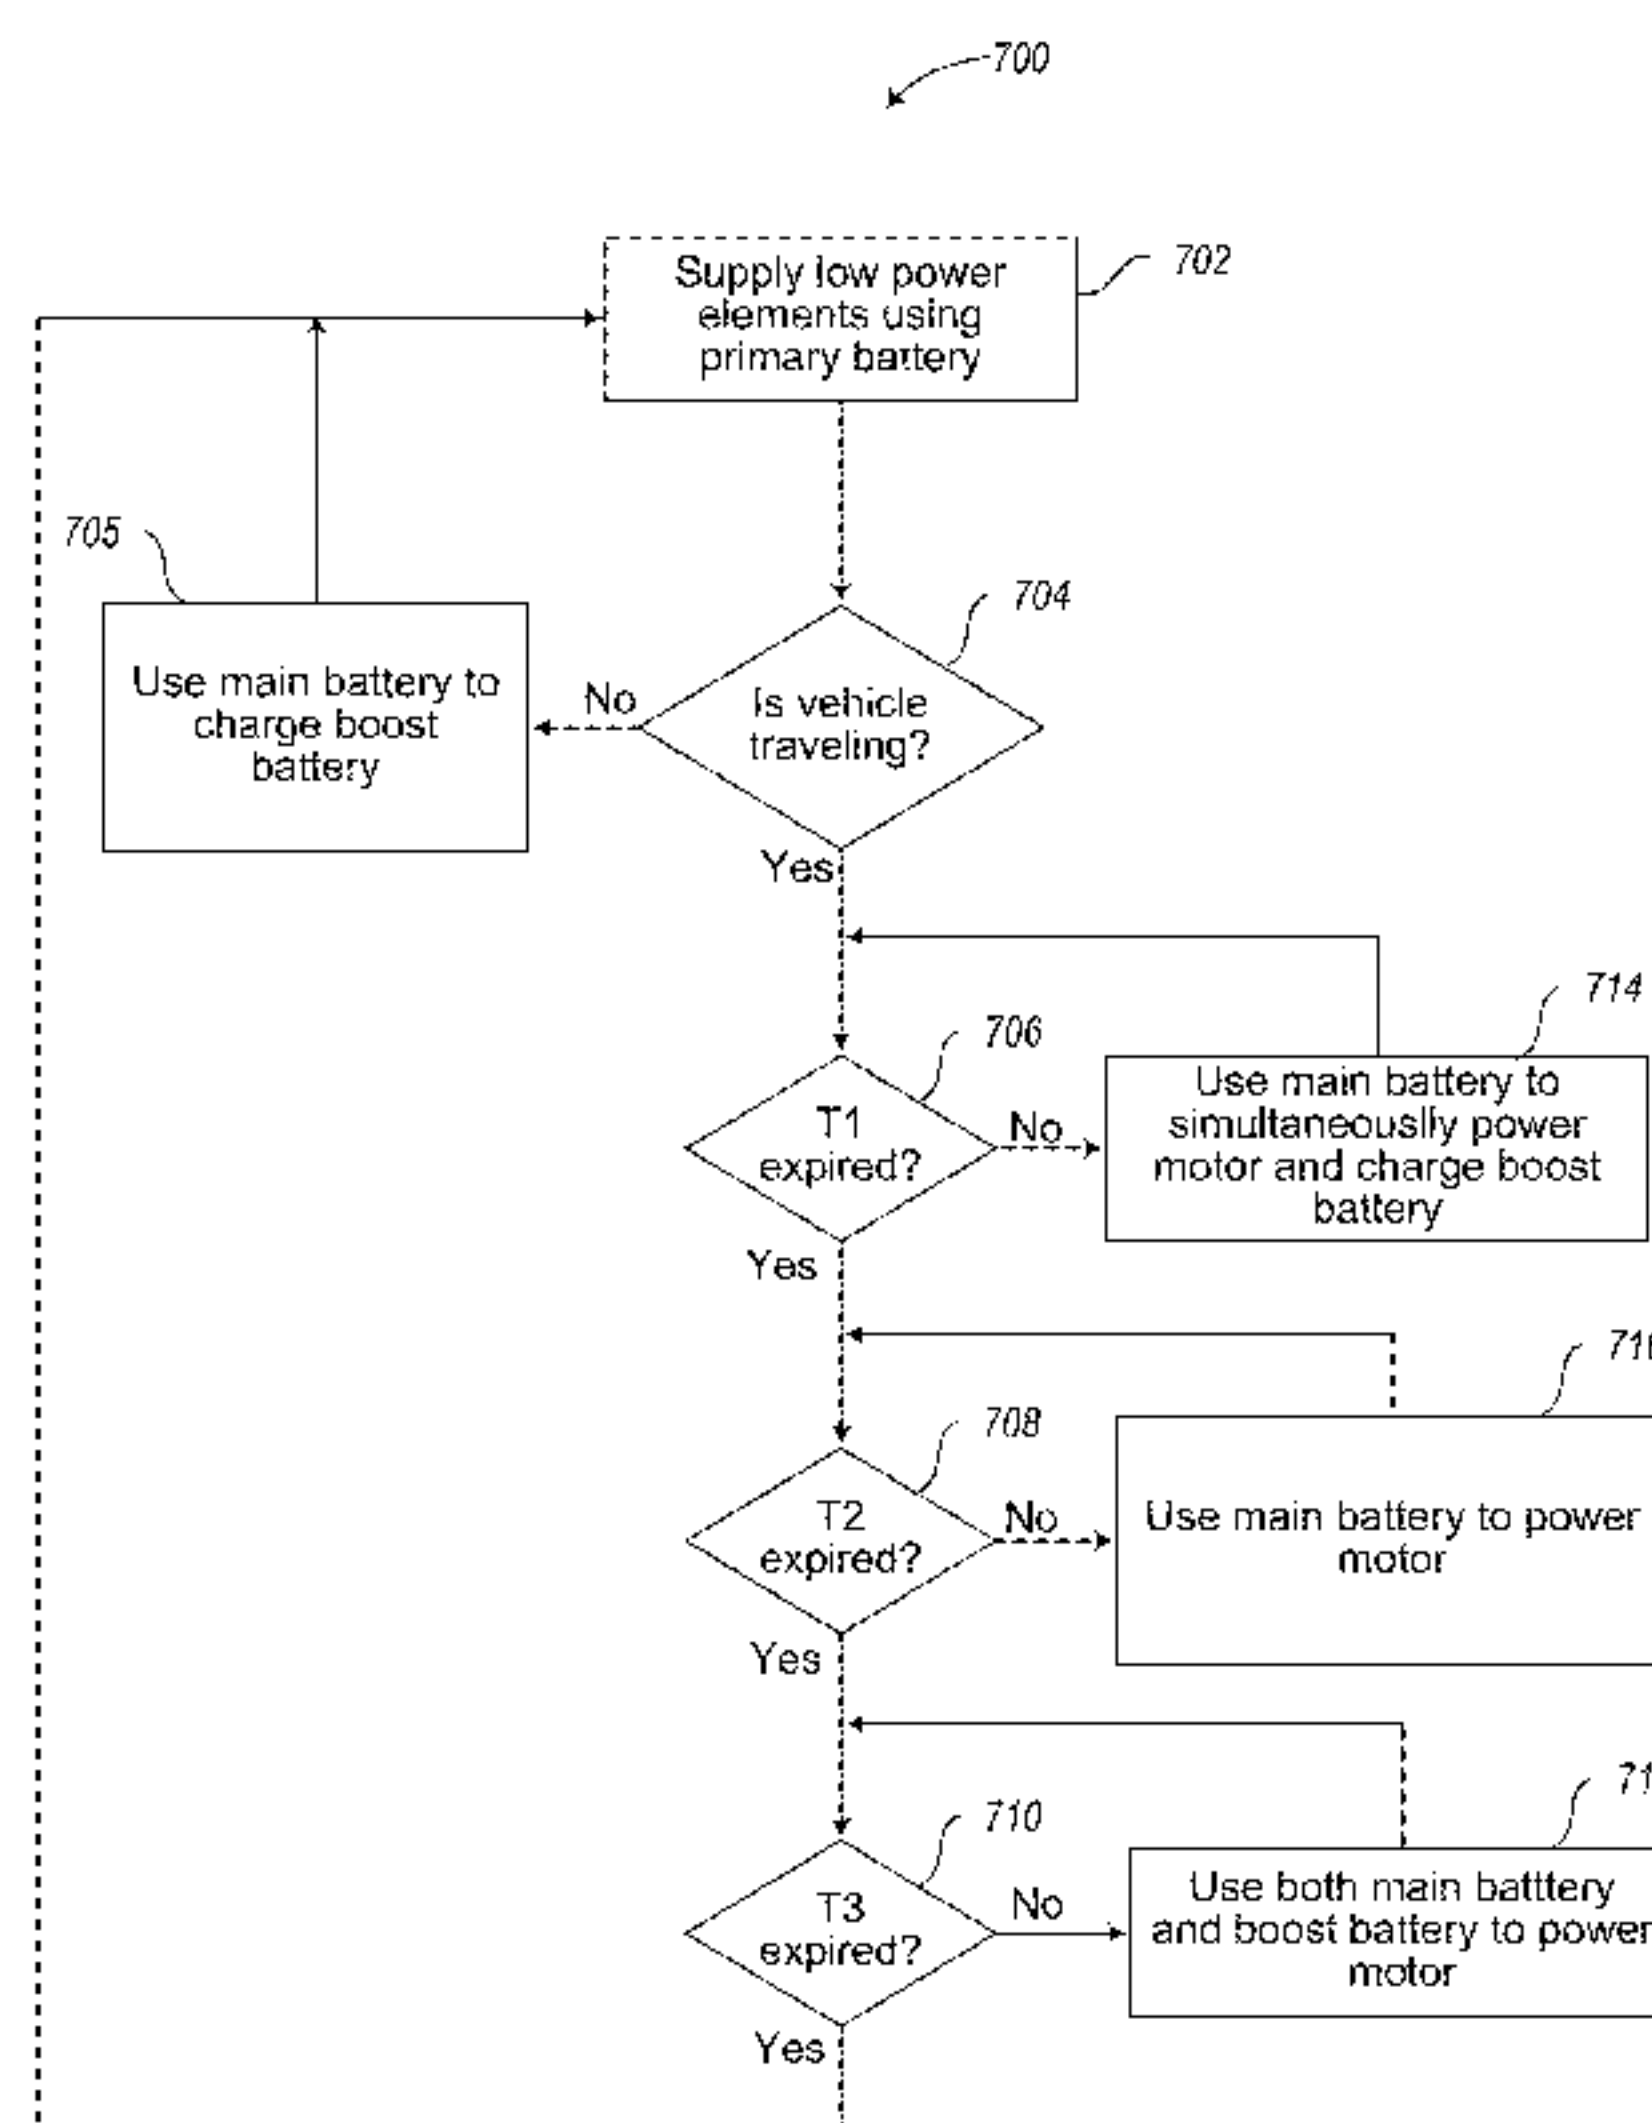 700
702
Supply low power
elements using
primary battery
705
704
Use main battery to
charge boost
battery
No
Is vehicle
traveling?
Yes
714
706
Use main battery to
simultaneouslly power
motor and charge boost
battery
No
T1
expired?
Yes
708
No
T2
expired?
Use main battery to power
motor
Yes
710
No
T3
expired?
Use both main batttery
and boost battery to power
motor
Yes